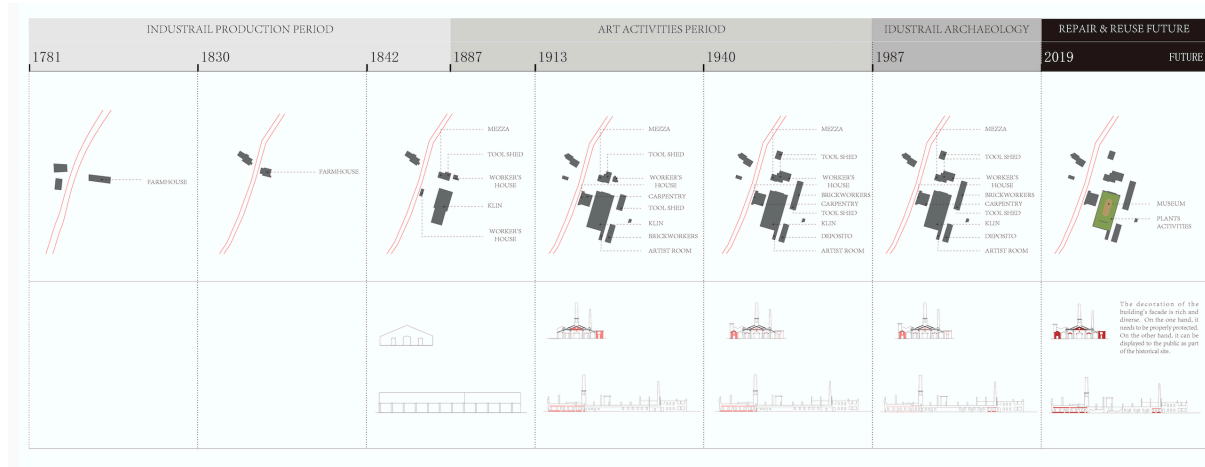 INDUSTRAIL PRODUCTION PERIOD
ART ACTIVITIES PERIOD
IDUSTRAIL ARCHAEOLOGY
REPAIR & REUSE FUTURE
1781
1830
1842
1887
1913
1940
1987
2019
FUTURE
FARMHOUSE
FARMHOUSE
MEZZA
TOOL SHED
WORKER'S
HOUSE
KLIN
WORKER'S
HOUSE
MEZZA
TOOL SHED
WORKER'S
HOUSE
CARPENTRY
TOOL SHED
KLIN
BRICKWORKERS
ARTIST ROOM
MEZZA
TOOL SHED
WORKER'S
HOUSE
BRICKWORKERS
CARPENTRY
TOOL SHED
KLIN
DEPOSITO
ARTIST ROOM
MEZZA
TOOL SHED
WORKER'S
HOUSE
BRICKWORKERS
CARPENTRY
TOOL SHED
KLIN
DEPOSITO
ARTIST ROOM
MUSEUM
PLANTS
ACTIVITIES
The decoration of the
building's facade is rich and
diverse. On the one hand, it
needs to be properly protected.
On the other hand, it can be
displayed to the public as part
of the historical site.